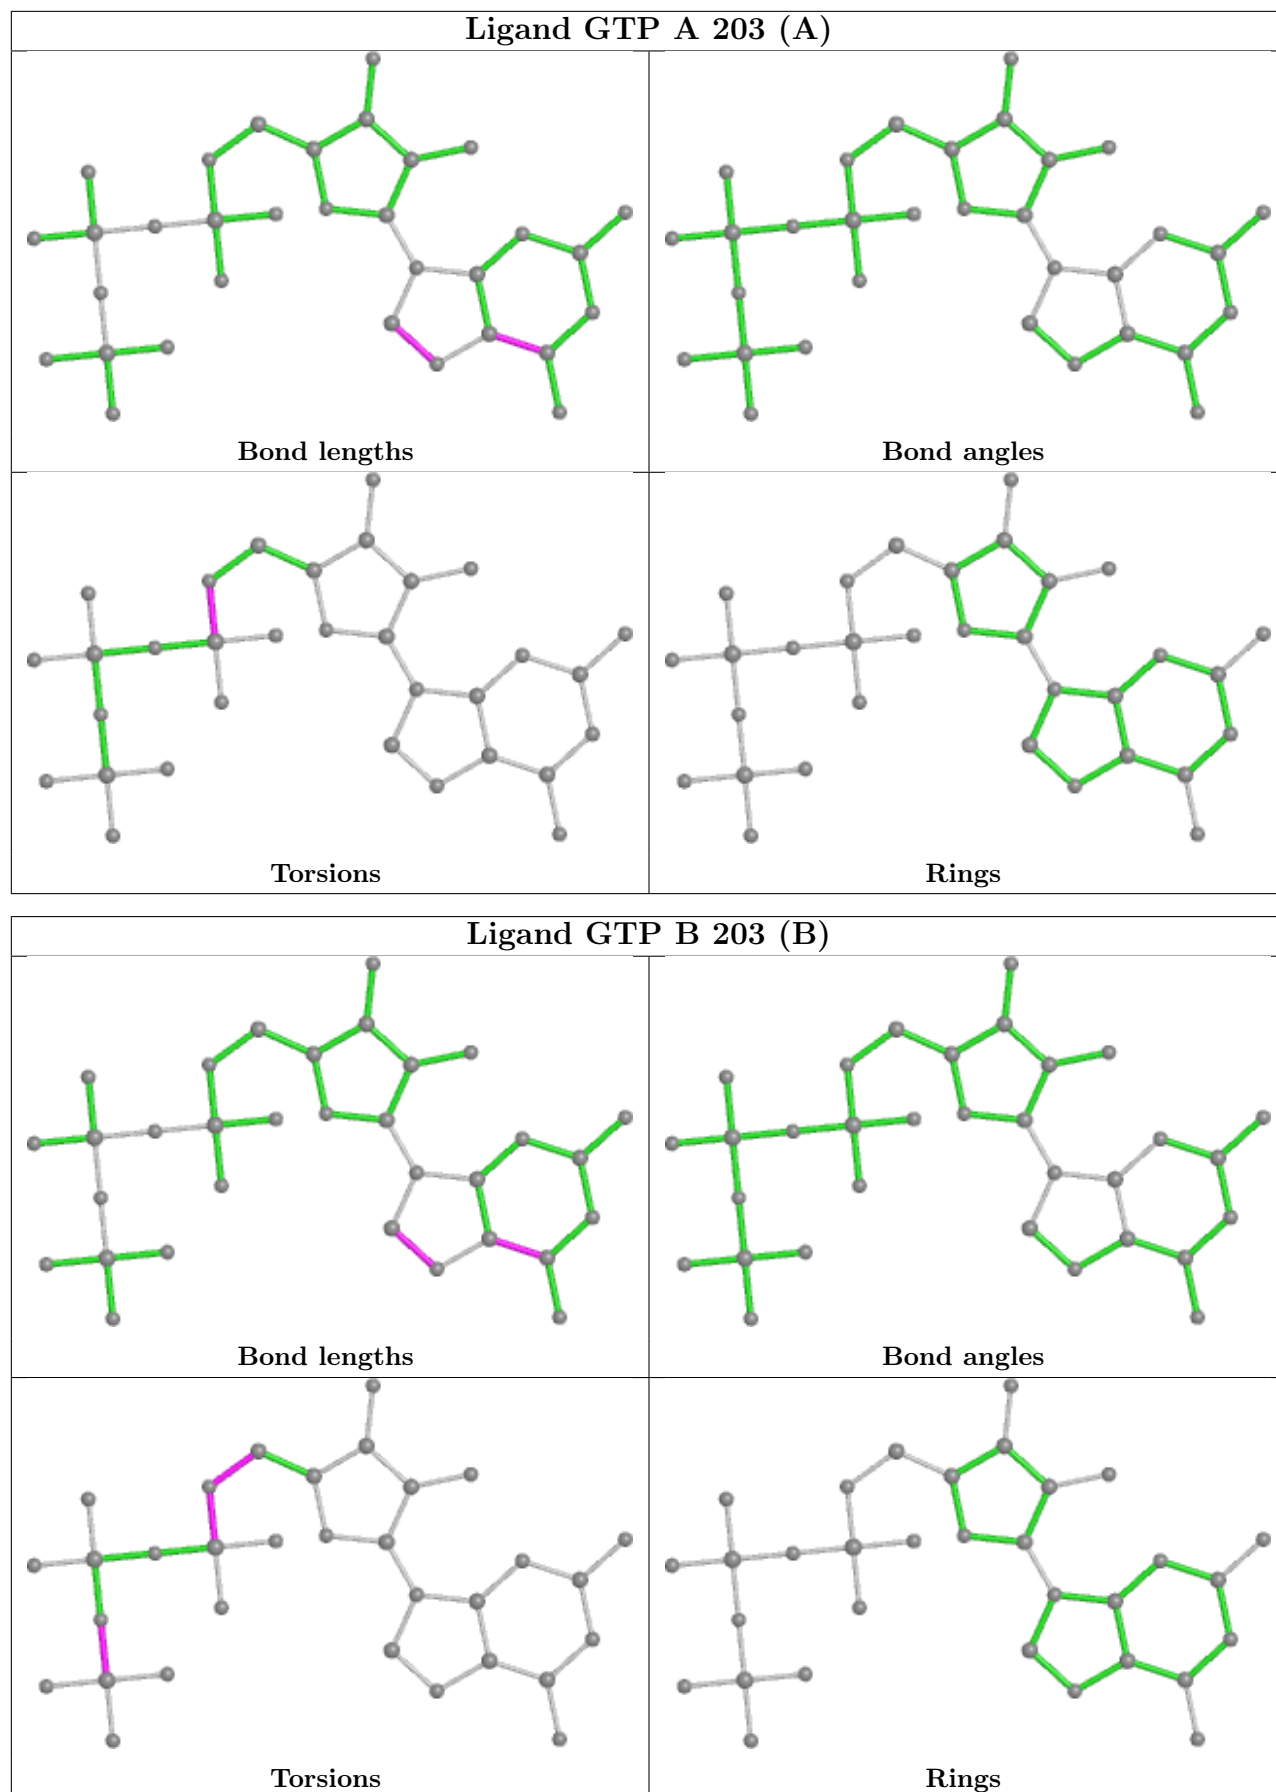 Ligand GTP A 203 (A)
Bond lengths
Bond angles
Torsions
Rings
Ligand GTP B 203 (B)
Bond lengths
Bond angles
Torsions
Rings